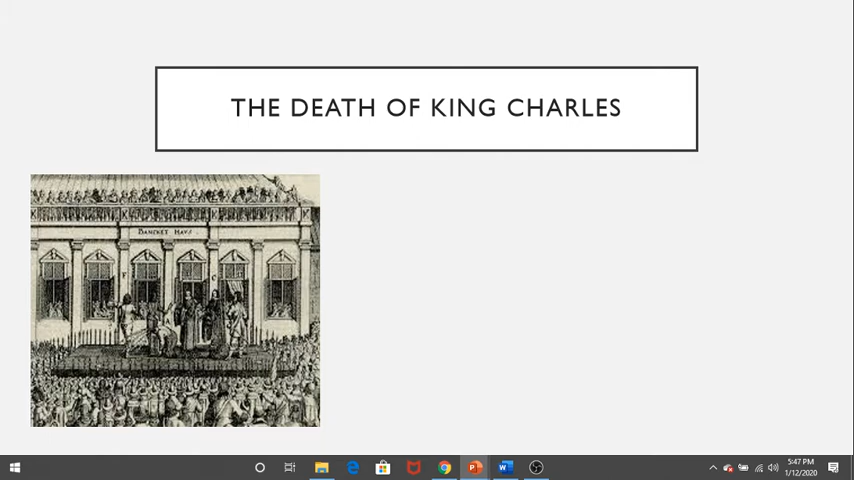 THE DEATH OF KING CHARLES
BANCKET HAUS.
F
C
5:47 PM
1/12/2020